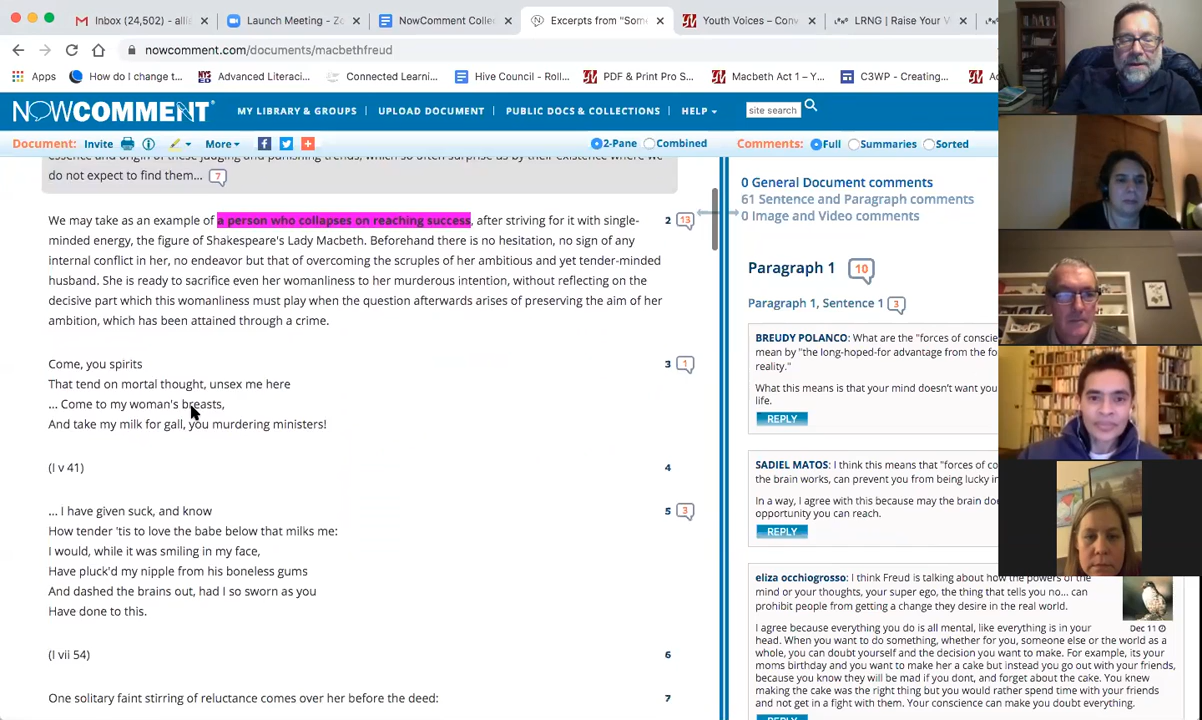 Inbox (24,502) - alli
Launch Meeting - Zo
NowComment Collec
Excerpts from "Som
Youth Voices – Conv
LRNG | Raise Your V
nowcomment.com/documents/macbethfreud
Apps
How do I change t...
Advanced Literaci...
Connected Learnin...
Hive Council - Roll...
PDF & Print Pro S...
Macbeth Act 1 –...
C3WP - Creating...
NOWCOMMENT
MY LIBRARY & GROUPS
UPLOAD DOCUMENT
PUBLIC DOCS & COLLECTIONS
HELP
site search
Document:
Invite
More
2-Pane
Combined
Comments:
Full
Summaries
Sorted
essence and origin of these judging and punishing trends, which so often surprise us by their existence where we
do not expect to find them... 7
We may take as an example of a person who collapses on reaching success, after striving for it with single-
2 13
minded energy, the figure of Shakespeare's Lady Macbeth. Beforehand there is no hesitation, no sign of any
internal conflict in her, no endeavor but that of overcoming the scruples of her ambitious and yet tender-minded
husband. She is ready to sacrifice even her womanliness to her murderous intention, without reflecting on the
decisive part which this womanliness must play when the question afterwards arises of preserving the aim of her
ambition, which has been attained through a crime.
Come, you spirits
3 1
That tend on mortal thought, unsex me here
... Come to my woman's breasts,
And take my milk for gall, you murdering ministers!
(I v 41)
4
... I have given suck, and know
5 3
How tender 'tis to love the babe below that milks me:
I would, while it was smiling in my face,
Have pluck'd my nipple from his boneless gums
And dashed the brains out, had I so sworn as you
Have done to this.
(I vii 54)
6
One solitary faint stirring of reluctance comes over her before the deed:
7
0 General Document comments
61 Sentence and Paragraph comments
0 Image and Video comments
Paragraph 1 10
Paragraph 1, Sentence 1 3
BREUDY POLANCO: What are the "forces of conscie
mean by "the long-hoped-for advantage from the fo
reality."
What this means is that your mind doesn't want you
life.
REPLY
SADIEL MATOS: I think this means that "forces of co
the brain works, can prevent you from being lucky in
In a way, I agree with this because may the brain doe
opportunity you can reach.
REPLY
eliza occhiogrosso: I think Freud is talking about how the powers of the
mind or your thoughts, your super ego, the thing that tells you no... can
prohibit people from getting a change they desire in the real world.
Dec 11
I agree because everything you do is all mental, like everything is in your
head. When you want to do something, whether for you, someone else or the world as a
whole, you can doubt yourself and the decision you want to make. For example, its your
moms birthday and you want to make her a cake but instead you go out with your friends,
because you know they will be mad if you dont, and forget about the cake. You knew
making the cake was the right thing but you would rather spend time with your friends
and not get in a fight with them. Your conscience can make you doubt everything.